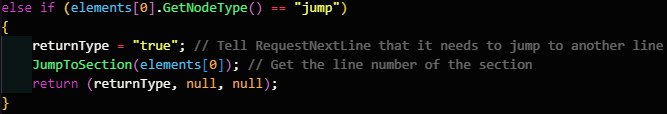 else if (elements[0].GetNodeType() == "jump")
{
returnType = "true"; // Tell RequestNextLine that it needs to jump to another line
JumpToSection(elements[0]); // Get the line number of the section
return (returnType, null, null);
}